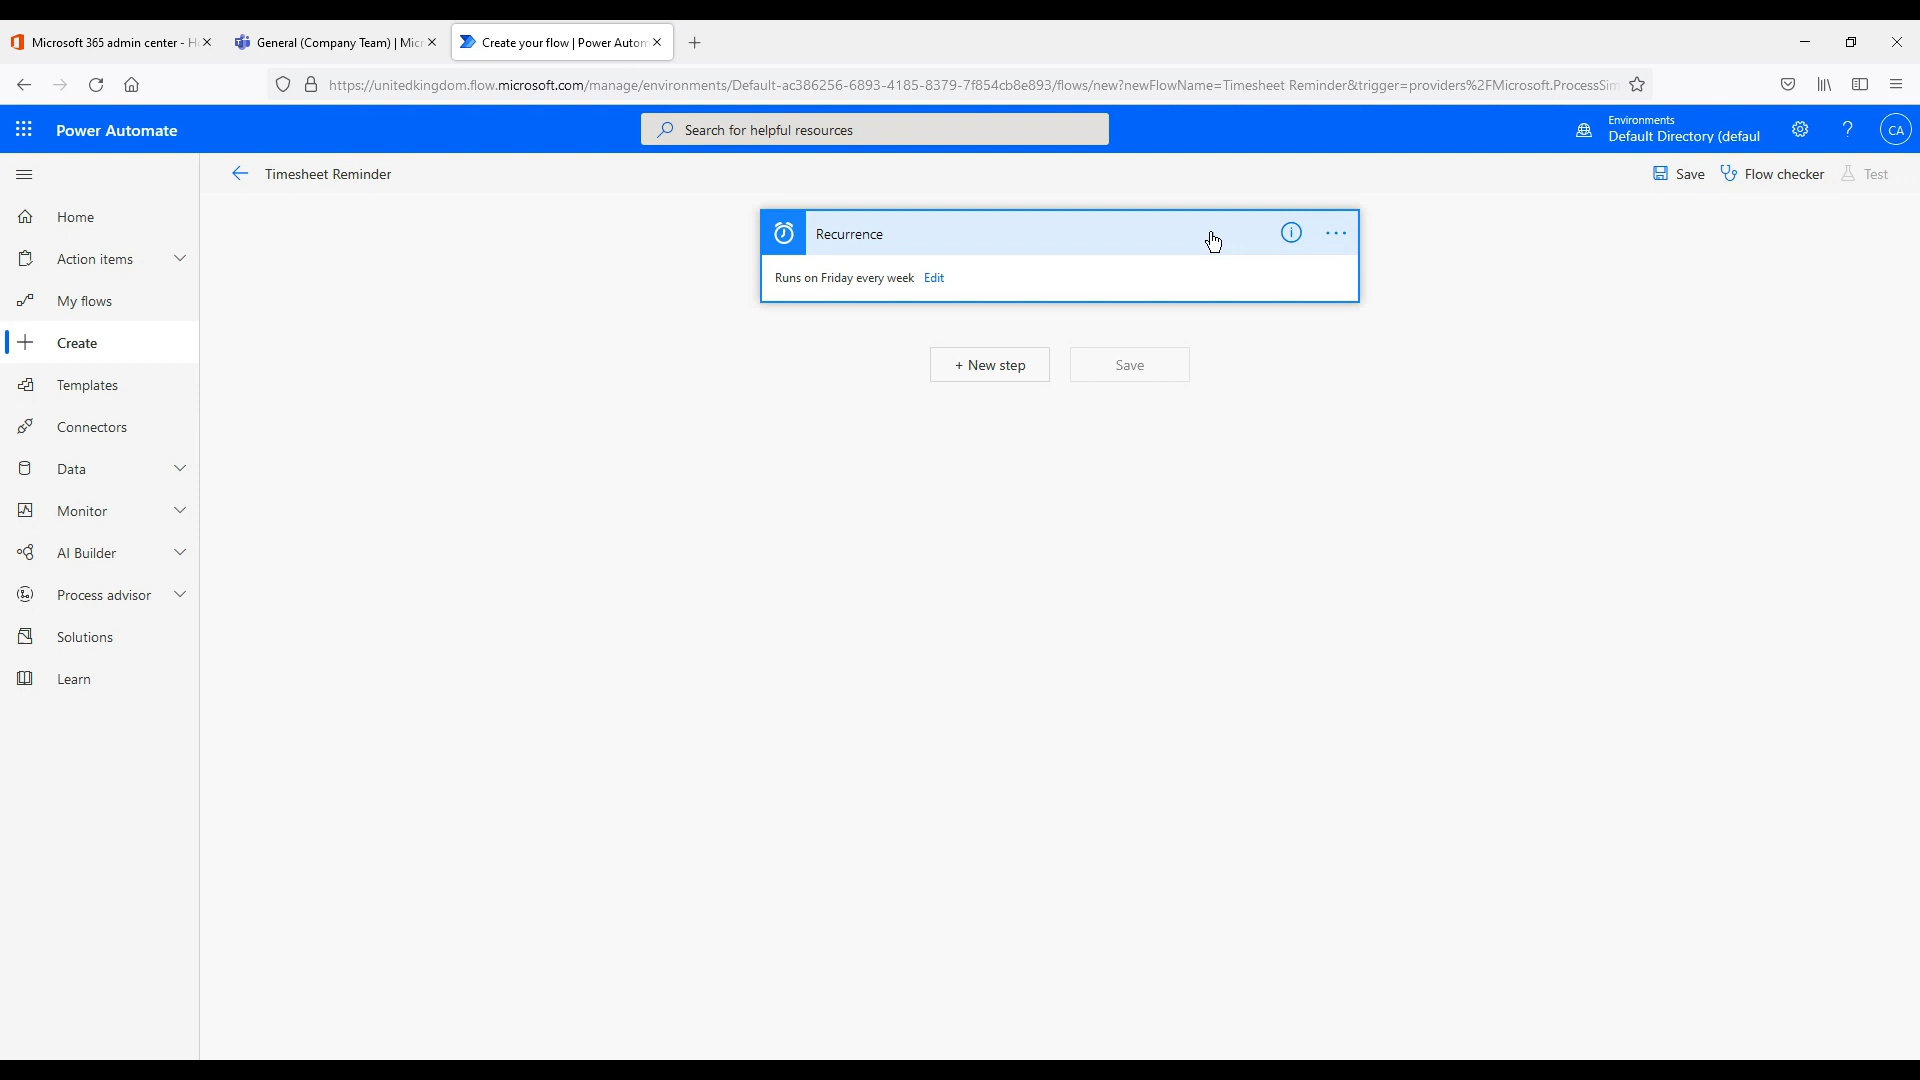 Microsoft 365 admin center - H
General (Company Team) | Micr
Create your flow | Power Autom
https://unitedkingdom.flow.microsoft.com/manage/environments/Default-ac386256-6893-4185-8379-7f854cb8e893/flows/new?newFlowName=Timesheet Reminder&trigger=providers%2FMicrosoft.ProcessSim
Power Automate
Search for helpful resources
Environments
Default Directory (defaul
?
CA
Timesheet Reminder
Save
Flow checker
Test
Home
Action items
My flows
Create
Templates
Connectors
Data
Monitor
AI Builder
Process advisor
Solutions
Learn
Recurrence
Runs on Friday every week Edit
+ New step
Save